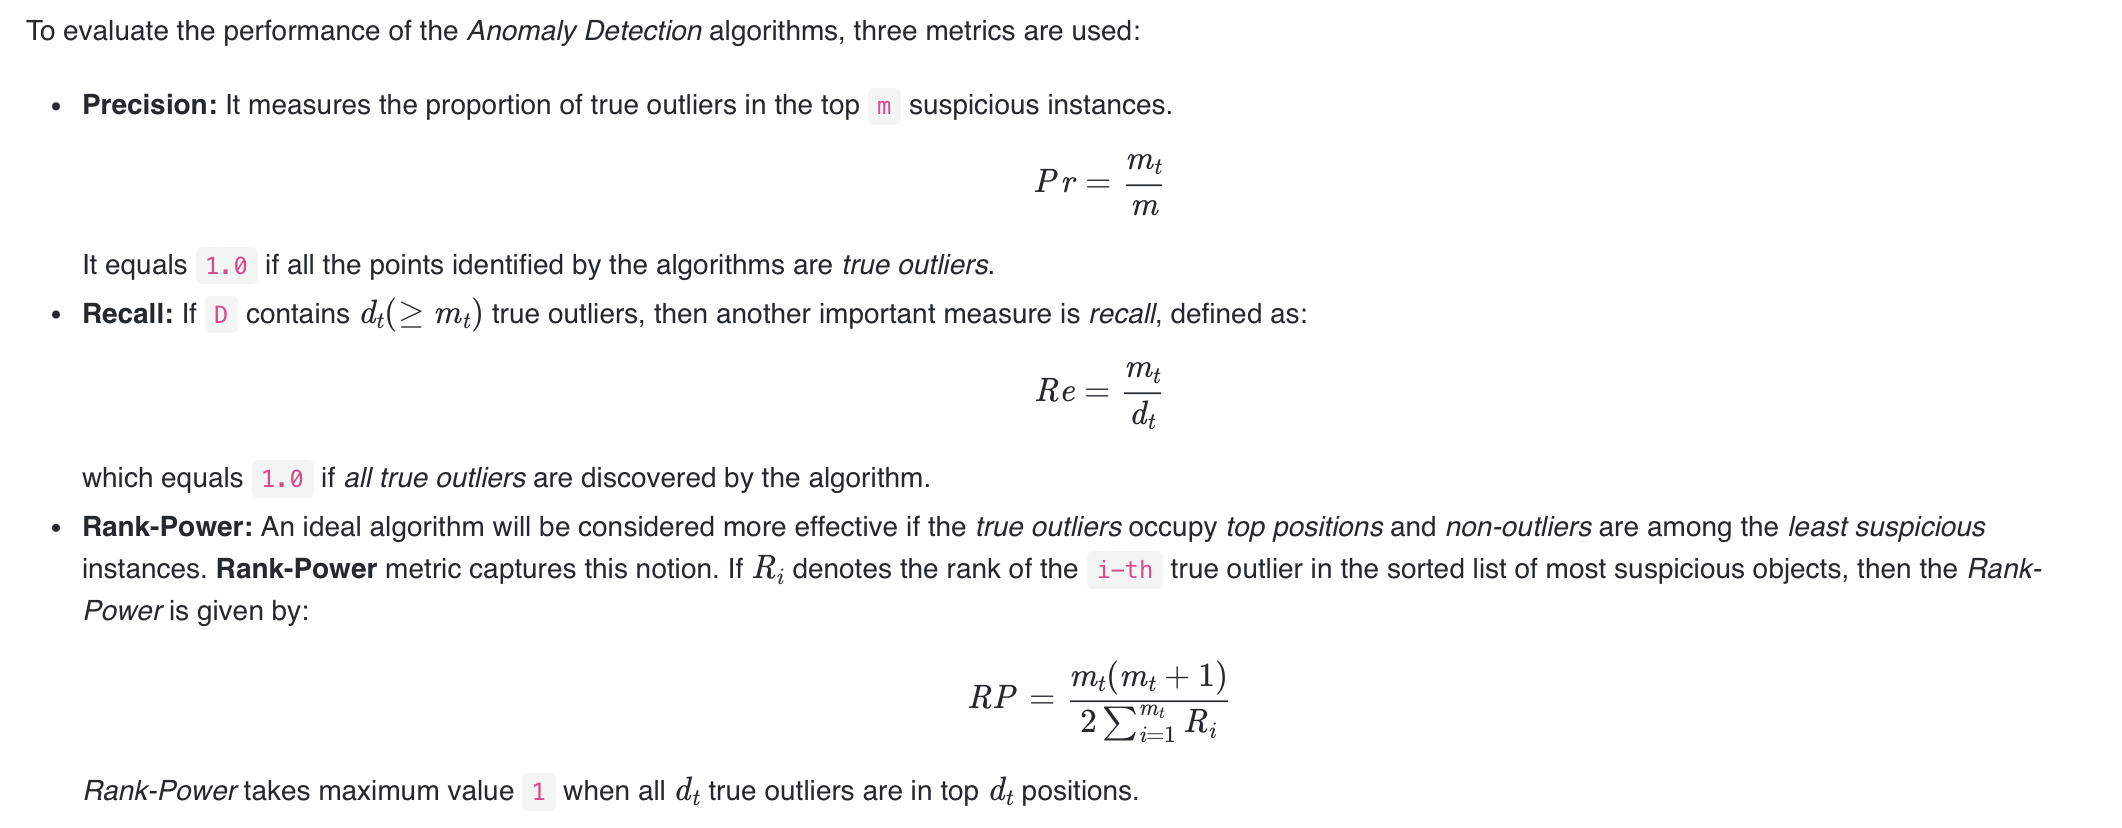 To evaluate the performance of the Anomaly Detection algorithms, three metrics are used:
• Precision: It measures the proportion of true outliers in the top m suspicious instances.
Pr = m_t / m
It equals 1.0 if all the points identified by the algorithms are true outliers.
• Recall: If D contains d_t(≥ m_t) true outliers, then another important measure is recall, defined as:
Re = m_t / d_t
which equals 1.0 if all true outliers are discovered by the algorithm.
• Rank-Power: An ideal algorithm will be considered more effective if the true outliers occupy top positions and non-outliers are among the least suspicious
instances. Rank-Power metric captures this notion. If R_i denotes the rank of the i-th true outlier in the sorted list of most suspicious objects, then the Rank-
Power is given by:
RP = m_t(m_t + 1) / 2 ∑_{i=1}^{m_t} R_i
Rank-Power takes maximum value 1 when all d_t true outliers are in top d_t positions.